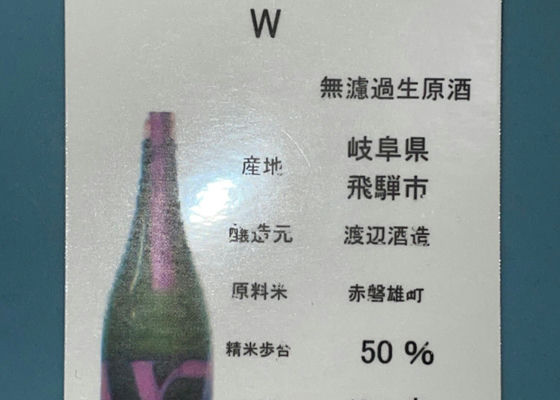 W
無濾過生原酒
産地 岐阜県
飛騨市
醸造元 渡辺酒造
原料米 赤磐雄町
精米歩合 50 %